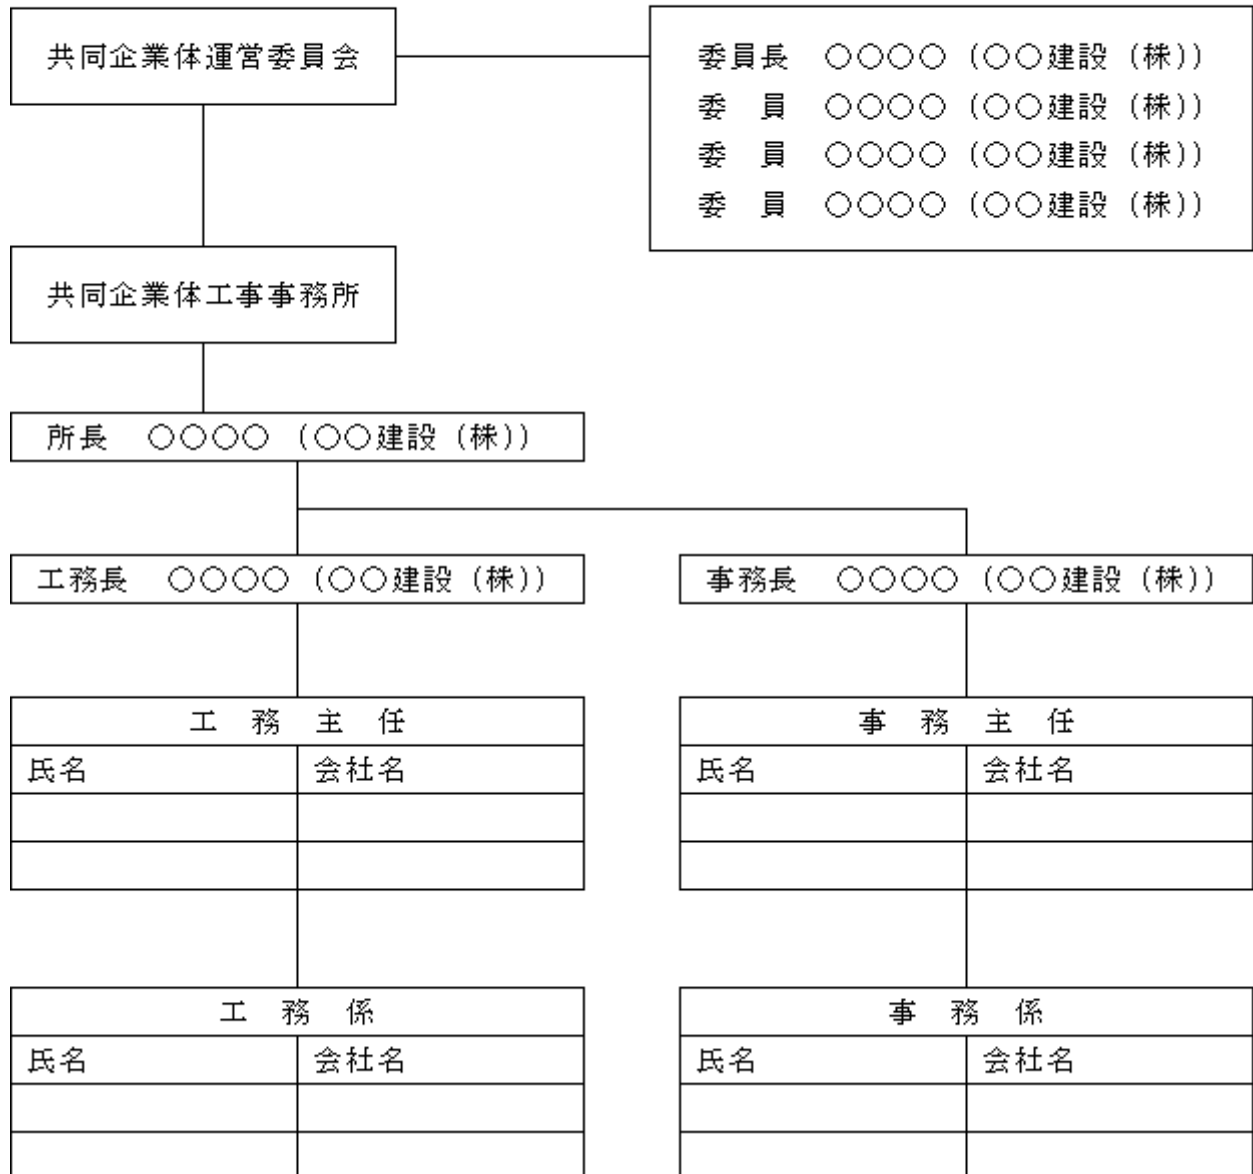 共同企業体運営委員会
委員長　○○○○（○○建設（株））
委　員　○○○○（○○建設（株））
委　員　○○○○（○○建設（株））
委　員　○○○○（○○建設（株））
共同企業体工事事務所
所長　○○○○（○○建設（株））
工務長　○○○○（○○建設（株））
事務長　○○○○（○○建設（株））
工　務　主　任
氏名　会社名
事　務　主　任
氏名　会社名
工　務　係
氏名　会社名
事　務　係
氏名　会社名